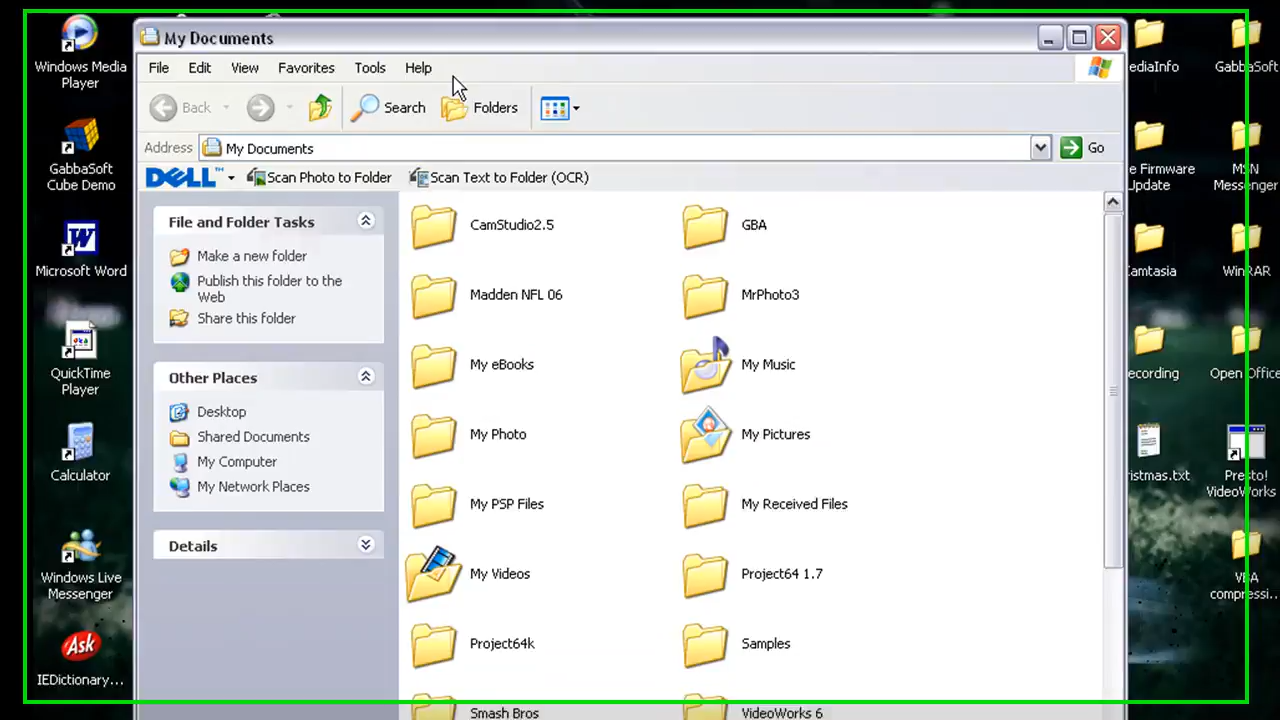 My Documents
File Edit View Favorites Tools Help
Back Search Folders
Address My Documents Go
DELL™ Scan Photo to Folder Scan Text to Folder (OCR)
File and Folder Tasks
Make a new folder
Publish this folder to the
Web
Share this folder
Other Places
Desktop
Shared Documents
My Computer
My Network Places
Details
CamStudio2.5 GBA
Madden NFL 06 MrPhoto3
My eBooks My Music
My Photo My Pictures
My PSP Files My Received Files
My Videos Project64 1.7
Project64k Samples
Smash Bros VideoWorks 6
Windows Media
Player
GabbaSoft
Cube Demo
Microsoft Word
QuickTime
Player
Calculator
Windows Live
Messenger
Ask
IEDictionary...
ediaInfo
e Firmware
Update
amtasia
ecording
istmas.txt
GabbaSoft
MSN
Messenger
WinRAR
Open Office
Presto!
VideoWorks
VBA
compressi...